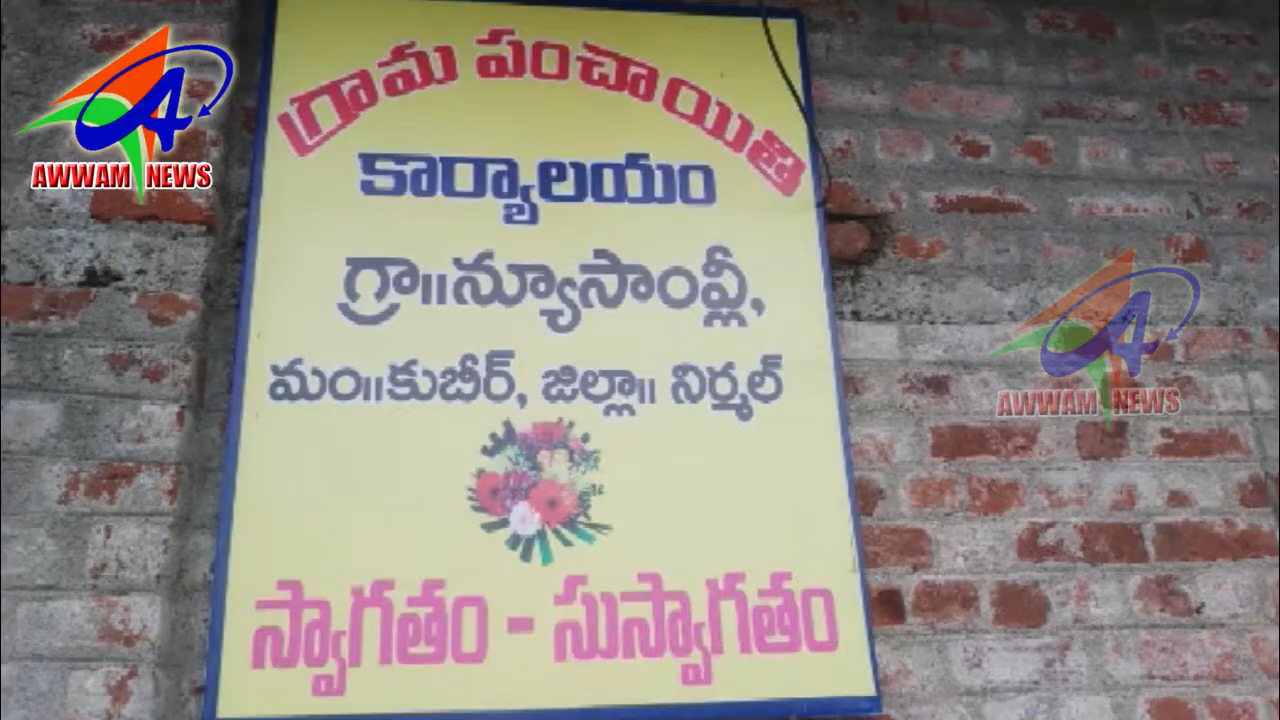 గ్రామ పంచాయితి
కార్యాలయం
గ్రా॥న్యూసాంవ్లీ,
మం॥కుబీర్, జిల్లా॥ నిర్మల్
స్వాగతం - సుస్వాగతం
A
AWWAM NEWS
A
AWWAM NEWS